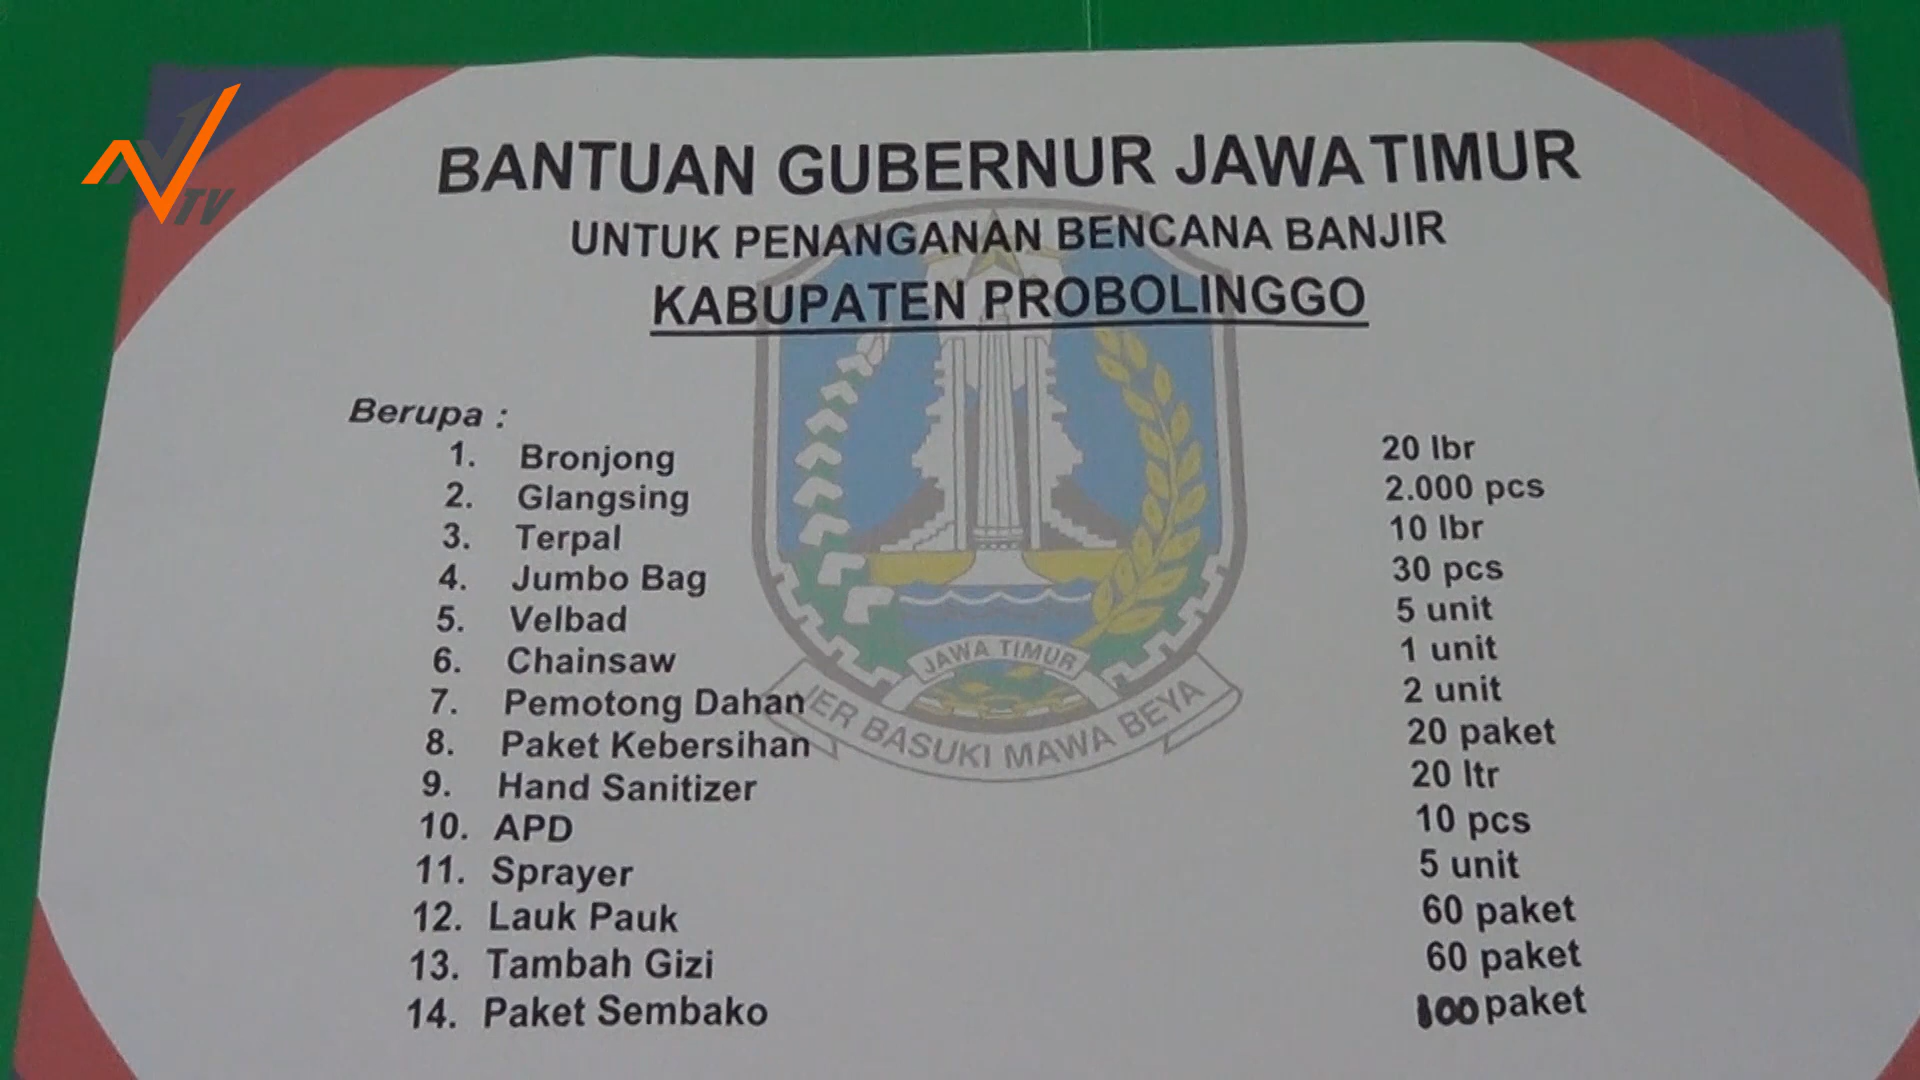 TV
BANTUAN GUBERNUR JAWA TIMUR
UNTUK PENANGANAN BENCANA BANJIR
KABUPATEN PROBOLINGGO
Berupa :
1. Bronjong 20 lbr
2. Glangsing 2.000 pcs
3. Terpal 10 lbr
4. Jumbo Bag 30 pcs
5. Velbad 5 unit
6. Chainsaw 1 unit
7. Pemotong Dahan 2 unit
8. Paket Kebersihan 20 paket
9. Hand Sanitizer 20 ltr
10. APD 10 pcs
11. Sprayer 5 unit
12. Lauk Pauk 60 paket
13. Tambah Gizi 60 paket
14. Paket Sembako 100 paket
JAWA TIMUR
JER BASUKI MAWA BEYA